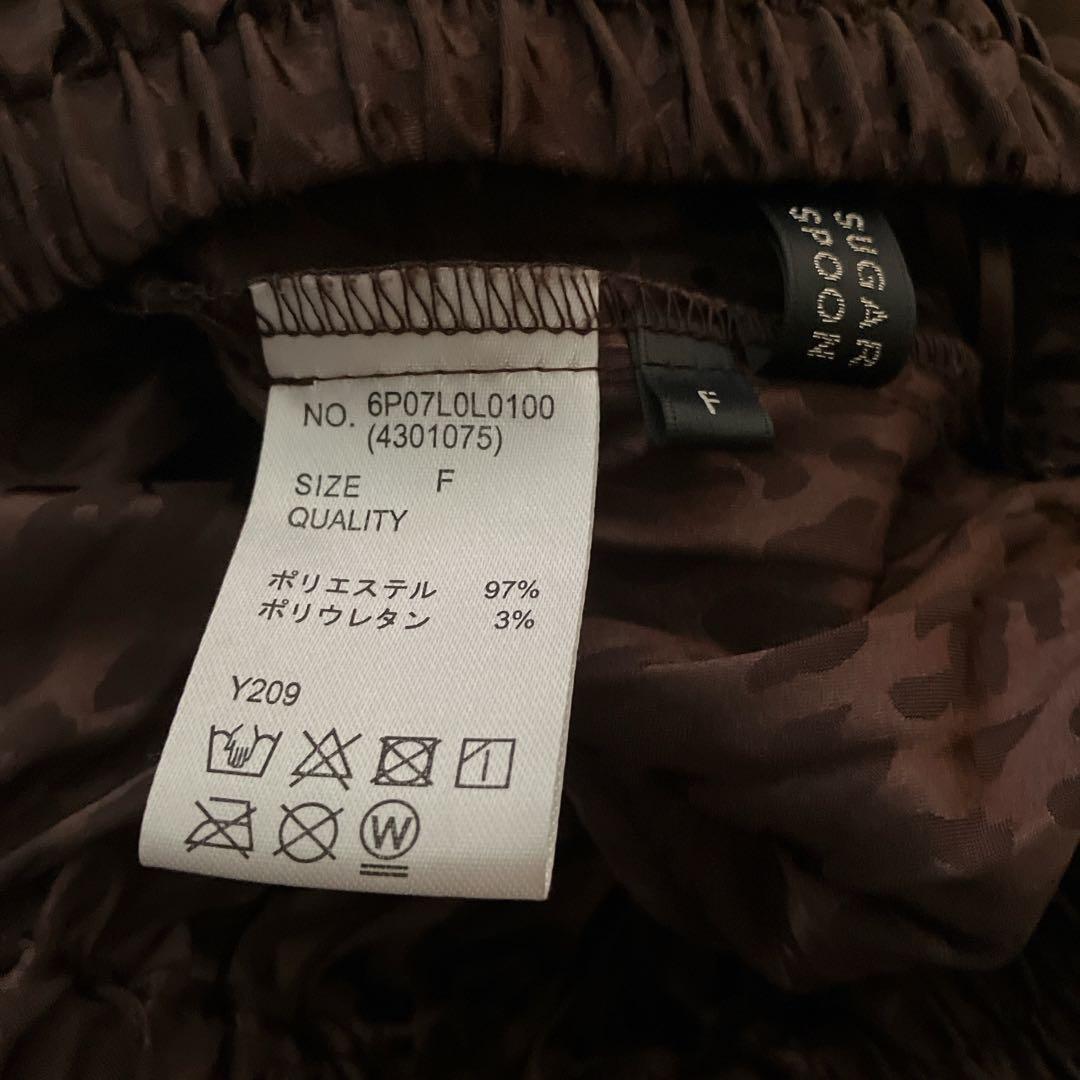 SUGAR
SPOON
F
NO. 6P07L0L0100
(4301075)
SIZE F
QUALITY
ポリエステル 97%
ポリウレタン 3%
Y209
W